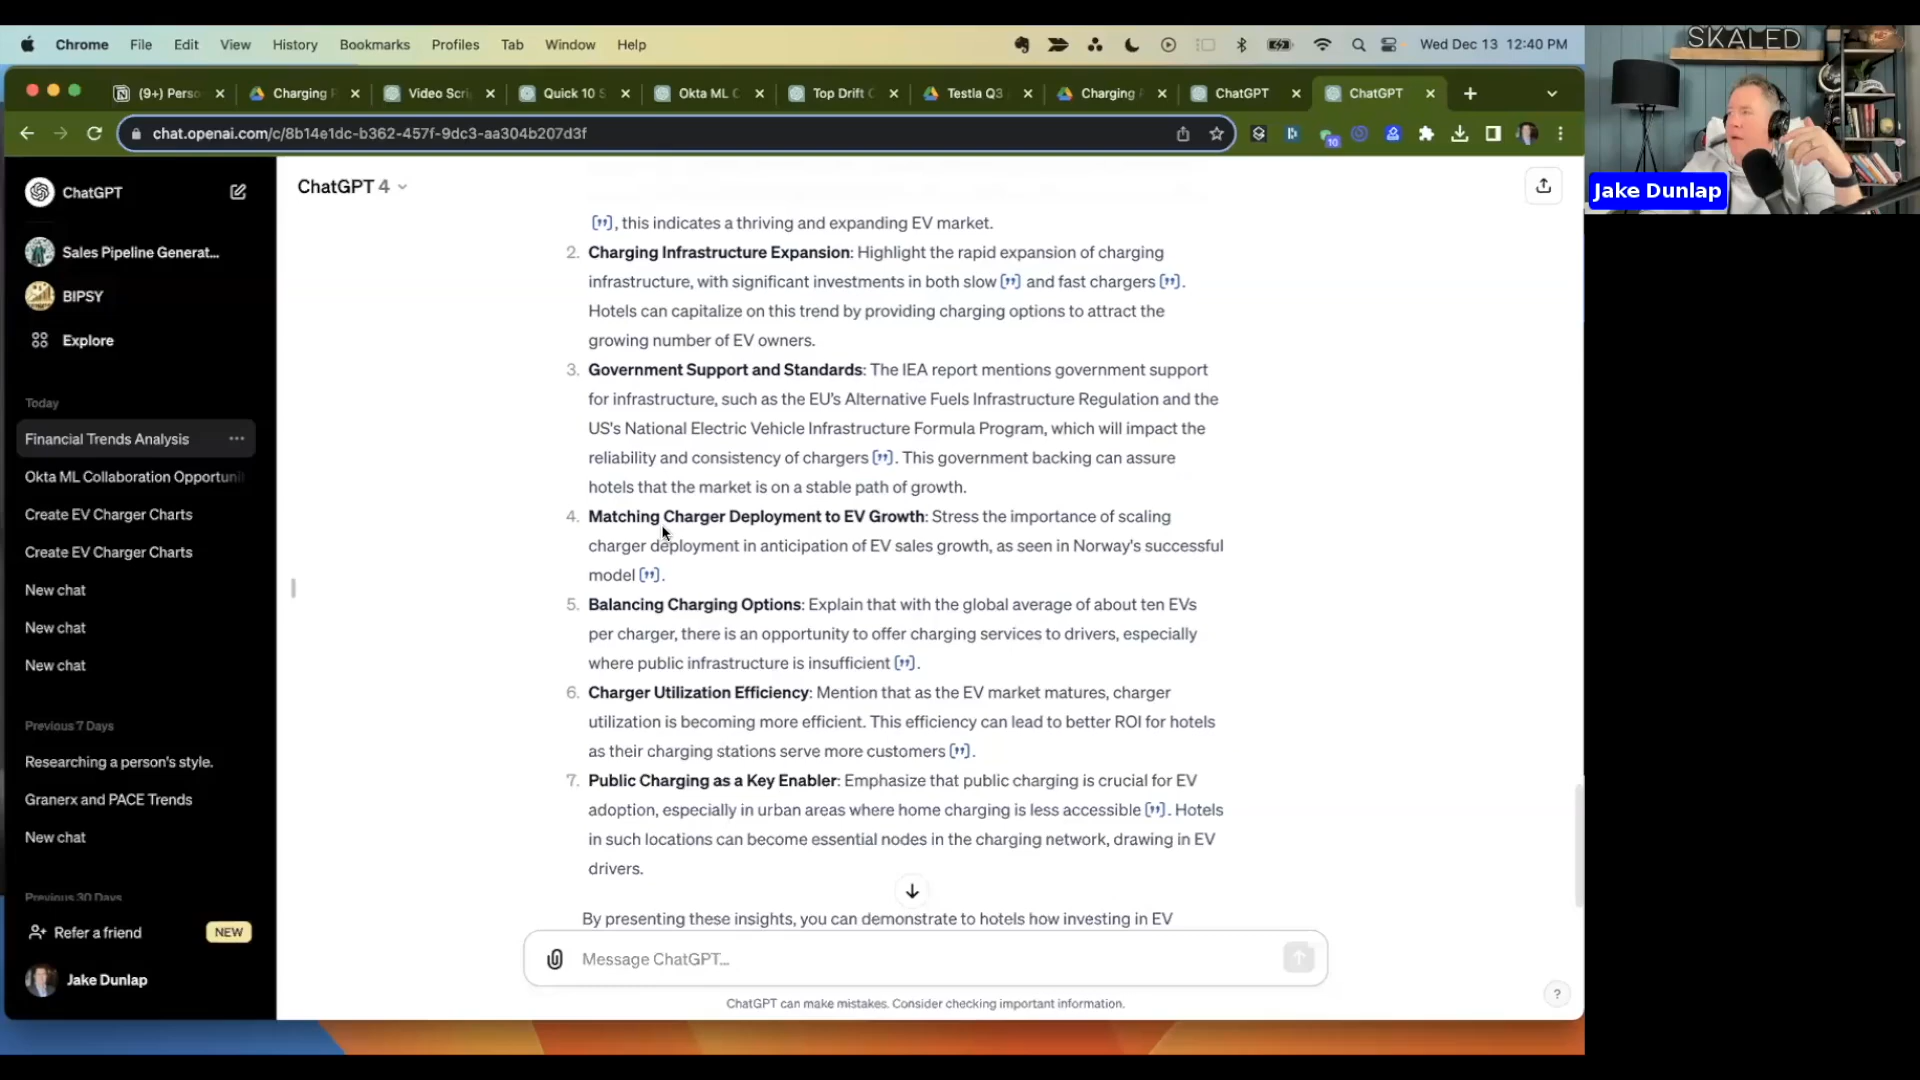 Chrome File Edit View History Bookmarks Profiles Tab Window Help Wed Dec 13 12:40 PM
SKALED
Jake Dunlap
(9+) Perso Charging Video Scri Quick 10 S Okta ML C Top Drift Testla Q3 Charging ChatGPT ChatGPT
chat.openai.com/c/8b14e1dc-b362-457f-9dc3-aa304b207d3f
10
ChatGPT
Sales Pipeline Generat...
BIPSY
Explore
Today
Financial Trends Analysis
Okta ML Collaboration Opportuni
Create EV Charger Charts
Create EV Charger Charts
New chat
New chat
New chat
Previous 7 Days
Researching a person's style.
Granerx and PACE Trends
New chat
Previous 30 Days
Refer a friend NEW
Jake Dunlap
ChatGPT 4
["], this indicates a thriving and expanding EV market.
2. Charging Infrastructure Expansion: Highlight the rapid expansion of charging
infrastructure, with significant investments in both slow ["] and fast chargers ["].
Hotels can capitalize on this trend by providing charging options to attract the
growing number of EV owners.
3. Government Support and Standards: The IEA report mentions government support
for infrastructure, such as the EU's Alternative Fuels Infrastructure Regulation and the
US's National Electric Vehicle Infrastructure Formula Program, which will impact the
reliability and consistency of chargers ["]. This government backing can assure
hotels that the market is on a stable path of growth.
4. Matching Charger Deployment to EV Growth: Stress the importance of scaling
charger deployment in anticipation of EV sales growth, as seen in Norway's successful
model ["].
5. Balancing Charging Options: Explain that with the global average of about ten EVs
per charger, there is an opportunity to offer charging services to drivers, especially
where public infrastructure is insufficient ["].
6. Charger Utilization Efficiency: Mention that as the EV market matures, charger
utilization is becoming more efficient. This efficiency can lead to better ROI for hotels
as their charging stations serve more customers ["].
7. Public Charging as a Key Enabler: Emphasize that public charging is crucial for EV
adoption, especially in urban areas where home charging is less accessible ["]. Hotels
in such locations can become essential nodes in the charging network, drawing in EV
drivers.
By presenting these insights, you can demonstrate to hotels how investing in EV
Message ChatGPT...
ChatGPT can make mistakes. Consider checking important information.
?